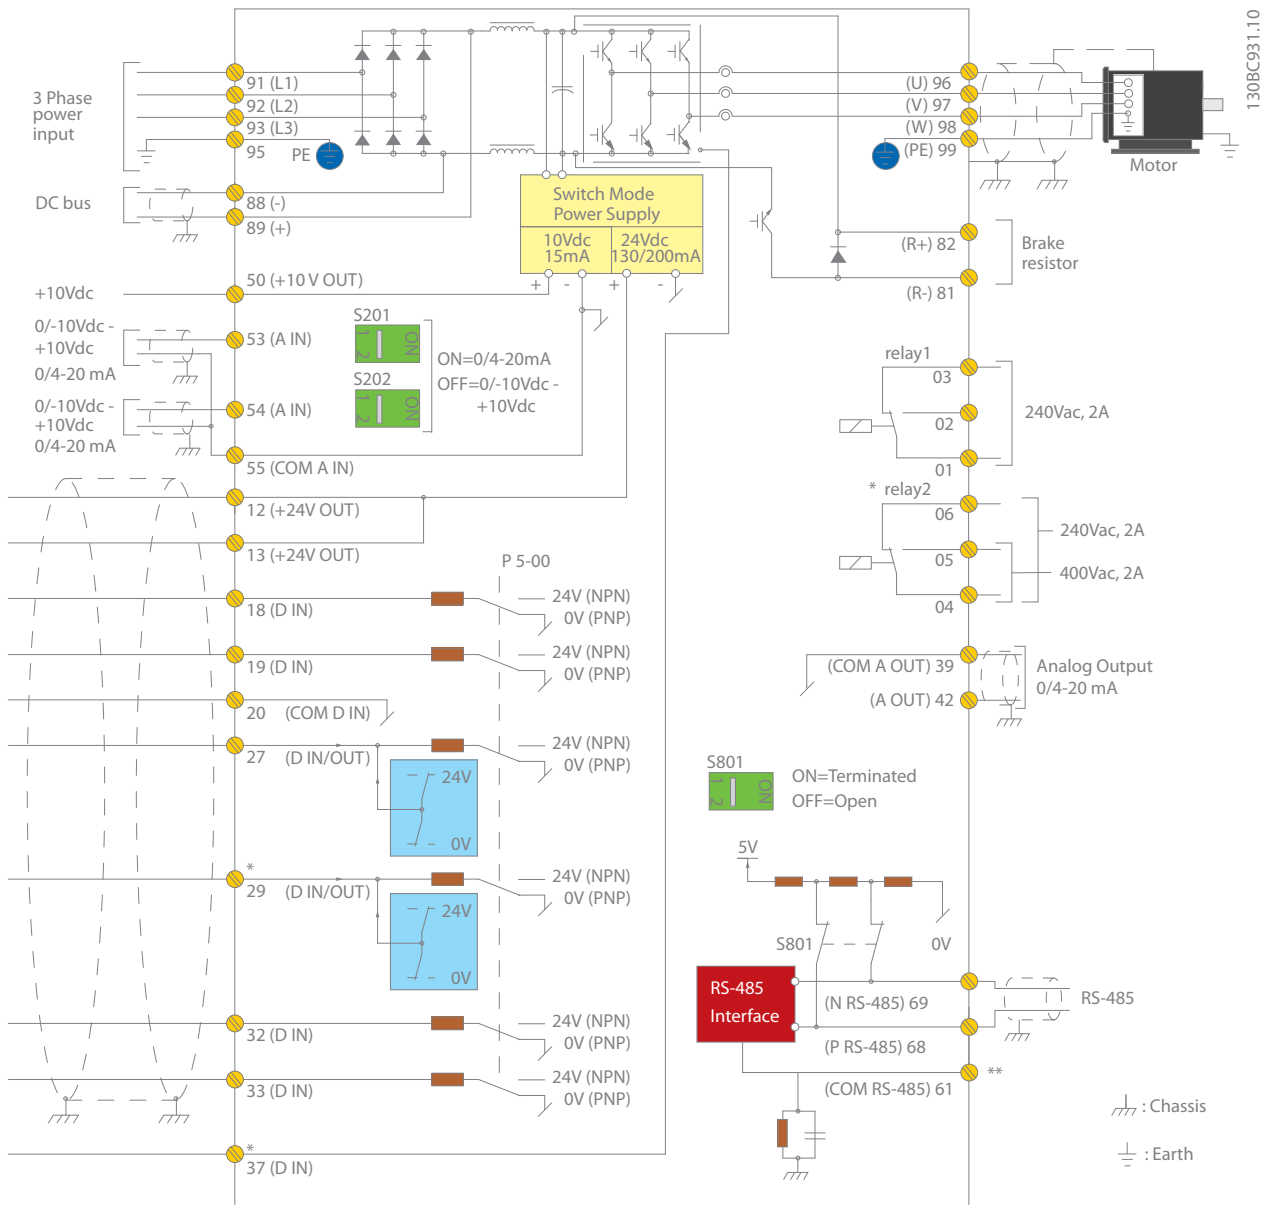 130BC931.10
3 Phase
power
input
91 (L1)
92 (L2)
93 (L3)
95
PE
DC bus
88 (-)
89 (+)
Switch Mode
Power Supply
10Vdc
15mA
24Vdc
130/200mA
+
-
+
-
(U) 96
(V) 97
(W) 98
(PE) 99
Motor
(R+) 82
(R-) 81
Brake
resistor
+10Vdc
50 (+10 V OUT)
0/-10Vdc -
+10Vdc
0/4-20 mA
53 (A IN)
0/-10Vdc -
+10Vdc
0/4-20 mA
54 (A IN)
55 (COM A IN)
S201
1
2
ON
S202
1
2
ON
ON=0/4-20mA
OFF=0/-10Vdc -
+10Vdc
relay1
03
02
01
240Vac, 2A
* relay2
06
05
04
240Vac, 2A
400Vac, 2A
12 (+24V OUT)
13 (+24V OUT)
P 5-00
18 (D IN)
24V (NPN)
0V (PNP)
19 (D IN)
24V (NPN)
0V (PNP)
20 (COM D IN)
27 (D IN/OUT)
24V (NPN)
0V (PNP)
24V
0V
*
29 (D IN/OUT)
24V (NPN)
0V (PNP)
24V
0V
32 (D IN)
24V (NPN)
0V (PNP)
33 (D IN)
24V (NPN)
0V (PNP)
*
37 (D IN)
(COM A OUT) 39
(A OUT) 42
Analog Output
0/4-20 mA
S801
1
2
ON
ON=Terminated
OFF=Open
5V
S801
0V
RS-485
Interface
(N RS-485) 69
(P RS-485) 68
(COM RS-485) 61
RS-485
**
: Chassis
: Earth